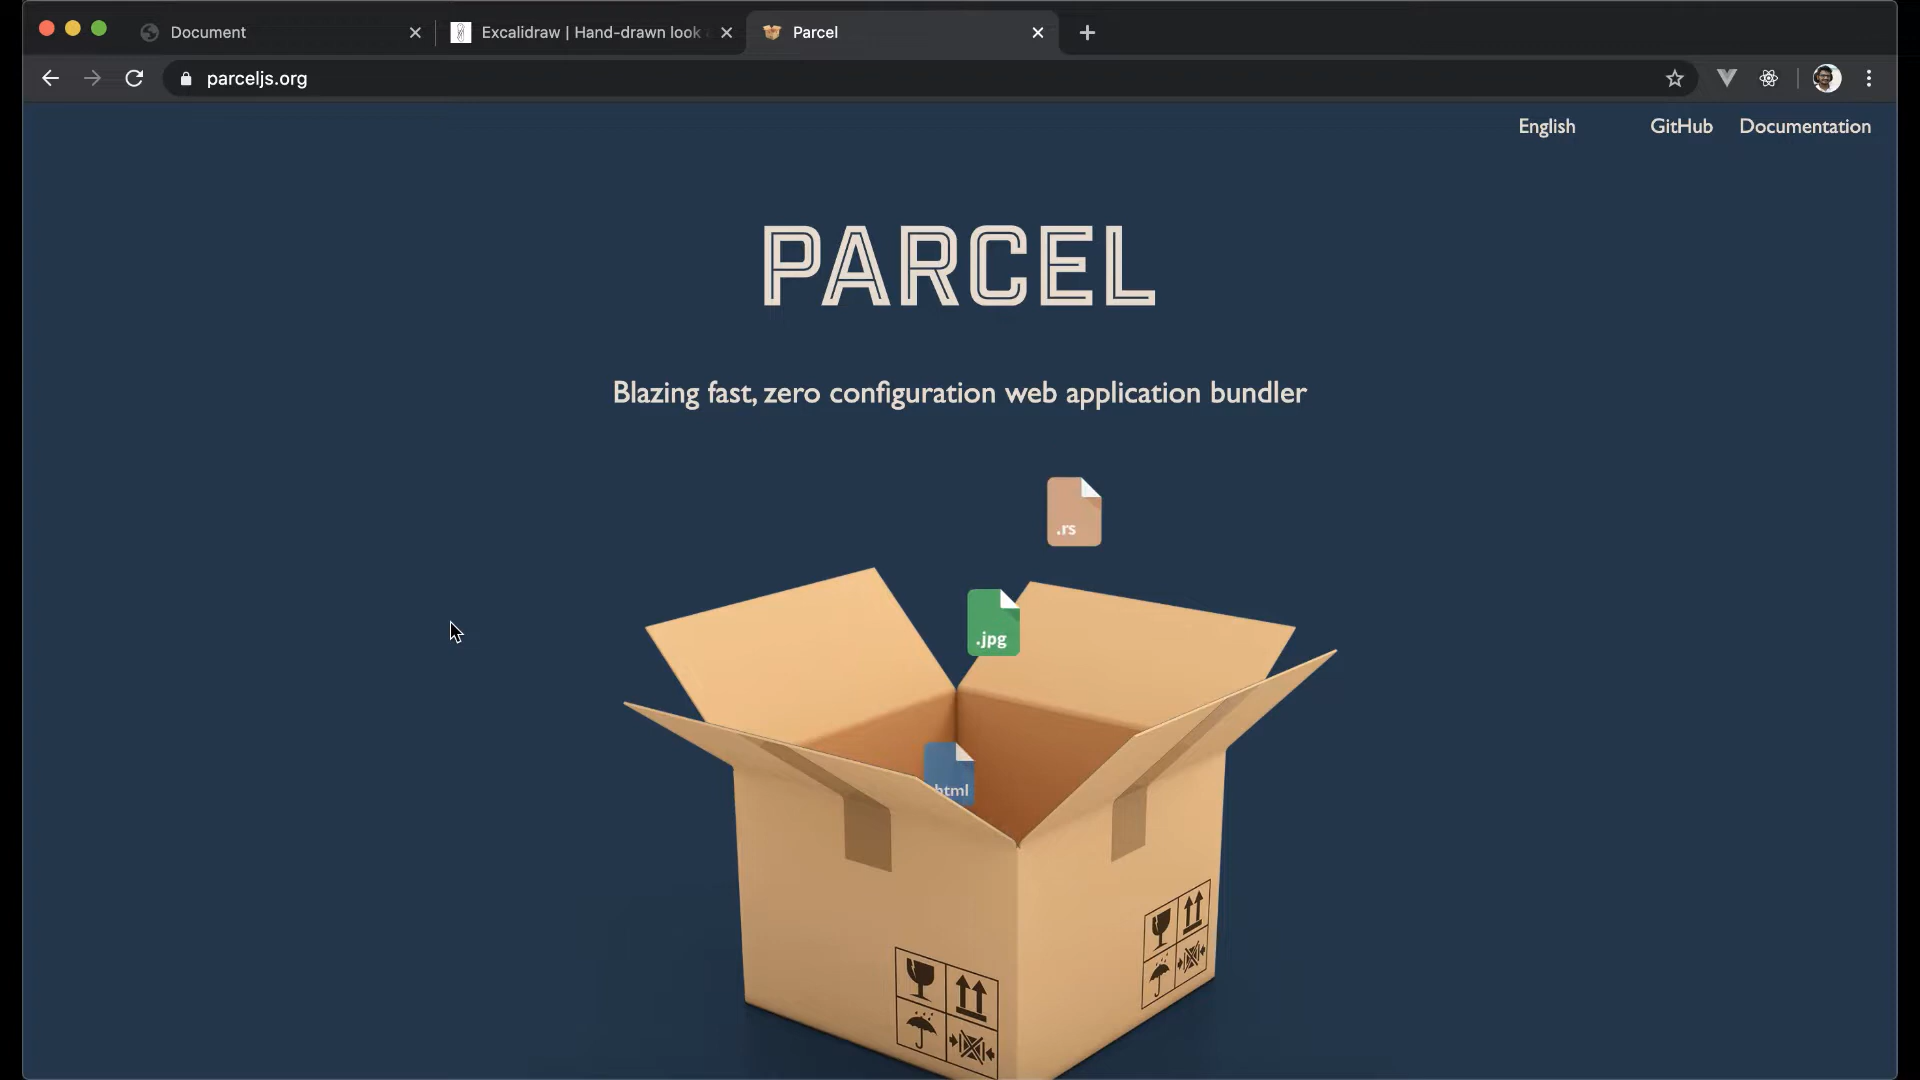 Document
Excalidraw | Hand-drawn look
Parcel
parceljs.org
English
GitHub
Documentation
PARCEL
Blazing fast, zero configuration web application bundler
.rs
.jpg
html